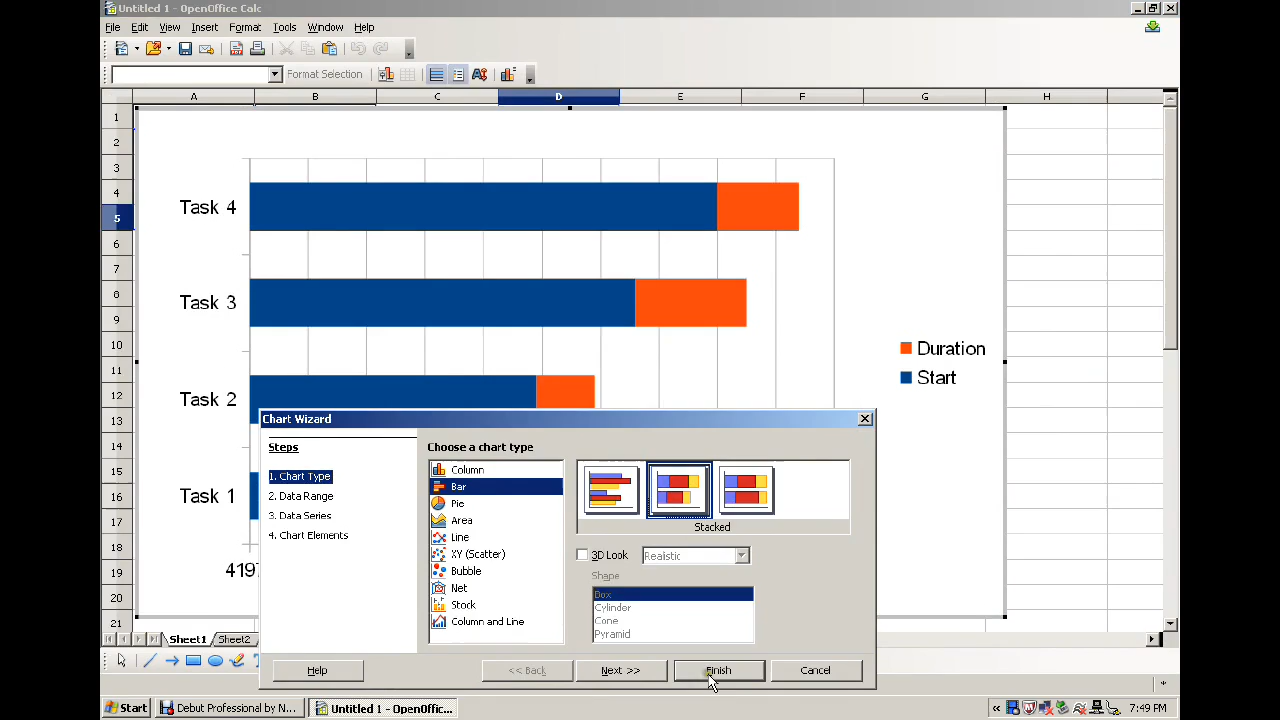 Untitled 1 - OpenOffice Calc
File Edit View Insert Format Tools Window Help
Format Selection
A B C D E F G H
1
2
3
4
5
6
7
8
9
10
11
12
13
14
15
16
17
18
19
20
21
Task 4
Task 3
Task 2
Task 1
Duration
Start
Chart Wizard
Steps
1. Chart Type
2. Data Range
3. Data Series
4. Chart Elements
Choose a chart type
Column
Bar
Pie
Area
Line
XY (Scatter)
Bubble
Net
Stock
Column and Line
Stacked
3D Look Realistic
Shape
Box
Cylinder
Cone
Pyramid
Help << Back Next >> Finish Cancel
Sheet1 Sheet2
Start Debut Professional by N... Untitled 1 - OpenOffic... « 7:49 PM